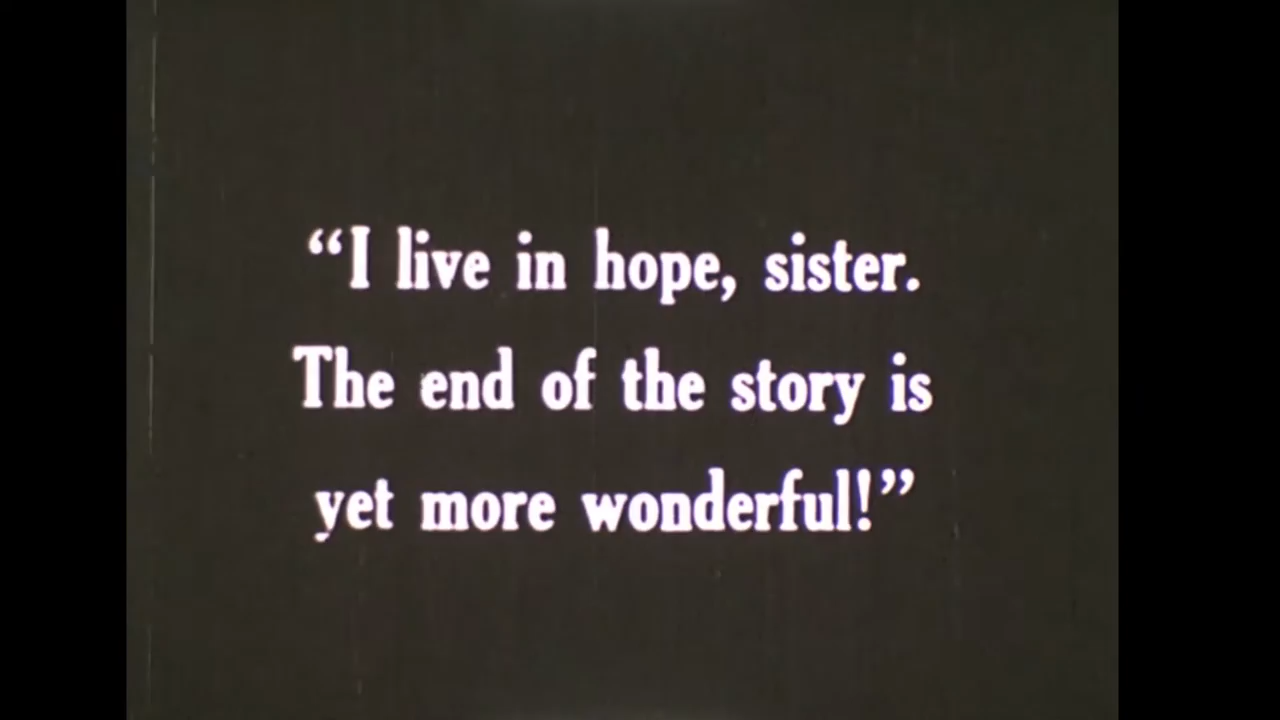 “I live in hope, sister.
The end of the story is
yet more wonderful!”